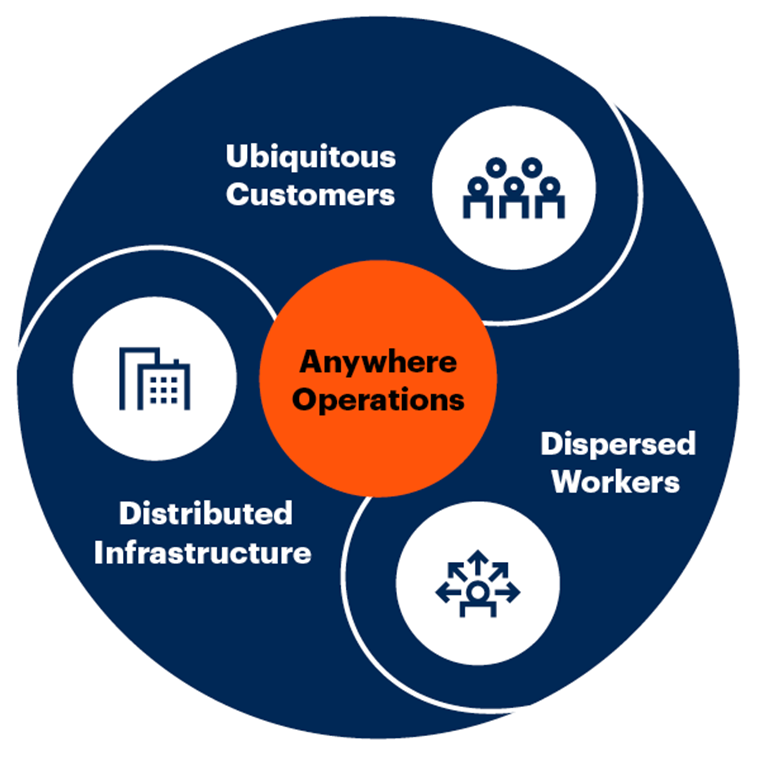 Ubiquitous
Customers
Anywhere
Operations
Dispersed
Workers
Distributed
Infrastructure